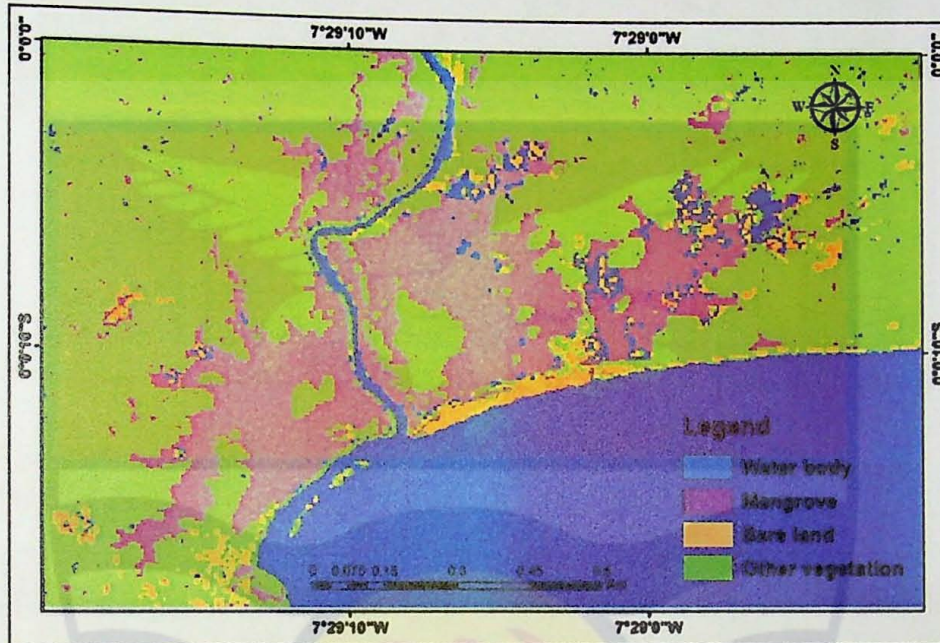 7°29'10"W 7°29'0"W
0°0'0"
0°0'0"
N
W E
S
0°0'10"S
0°0'10"S
Legend
Water body
Mangrove
Bare land
Other vegetation
0 0.075 0.15 0.3 0.45
Km
7°29'10"W 7°29'0"W